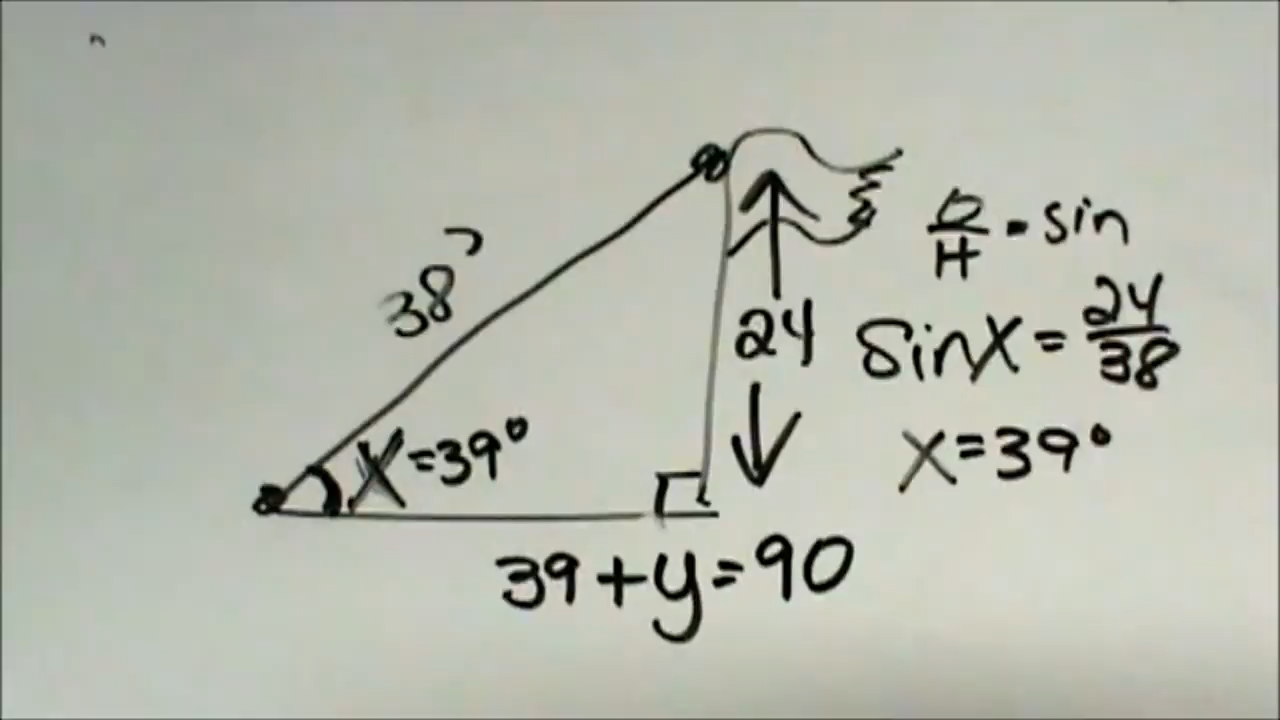 38'
X=39°
24
O/H = sin
sin X = 24/38
X=39°
39+y=90